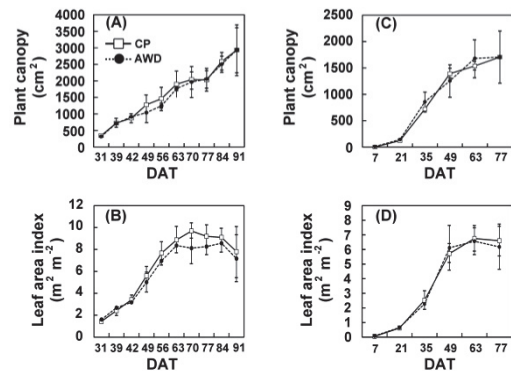 (A)
CP
AWD
Plant canopy
(cm²)
4000
3500
3000
2500
2000
1500
1000
500
0
31 39 42 49 56 63 70 77 84 91
DAT
(C)
Plant canopy
(cm²)
3000
2500
2000
1500
1000
500
0
7 21 35 49 63 77
DAT
(B)
Leaf area index
(m² m⁻²)
12
10
8
6
4
2
0
31 39 42 49 56 63 70 77 84 91
DAT
(D)
Leaf area index
(m² m⁻²)
9
8
7
6
5
4
3
2
1
0
7 21 35 49 63 77
DAT